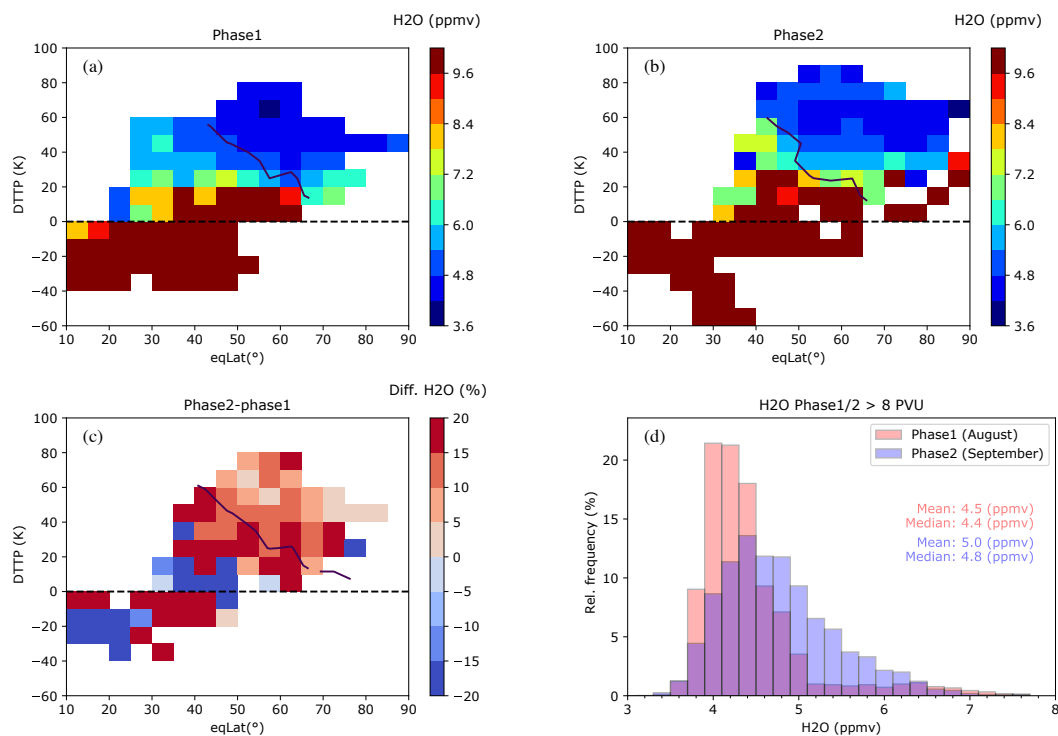 H2O (ppmv)
Phase1
(a)
DTTP (K)
100
80
60
40
20
0
−20
−40
−60
10 20 30 40 50 60 70 80 90
eqLat(°)
9.6
8.4
7.2
6.0
4.8
3.6
H2O (ppmv)
Phase2
(b)
DTTP (K)
100
80
60
40
20
0
−20
−40
−60
10 20 30 40 50 60 70 80 90
eqLat(°)
9.6
8.4
7.2
6.0
4.8
3.6
Diff. H2O (%)
Phase2-phase1
(c)
DTTP (K)
100
80
60
40
20
0
−20
−40
−60
10 20 30 40 50 60 70 80 90
eqLat(°)
20
15
10
5
0
−5
−10
−15
−20
H2O Phase1/2 > 8 PVU
(d)
Phase1 (August)
Phase2 (September)
Mean: 4.5 (ppmv)
Median: 4.4 (ppmv)
Mean: 5.0 (ppmv)
Median: 4.8 (ppmv)
Rel. frequency (%)
20
15
10
5
0
3 4 5 6 7 8
H2O (ppmv)